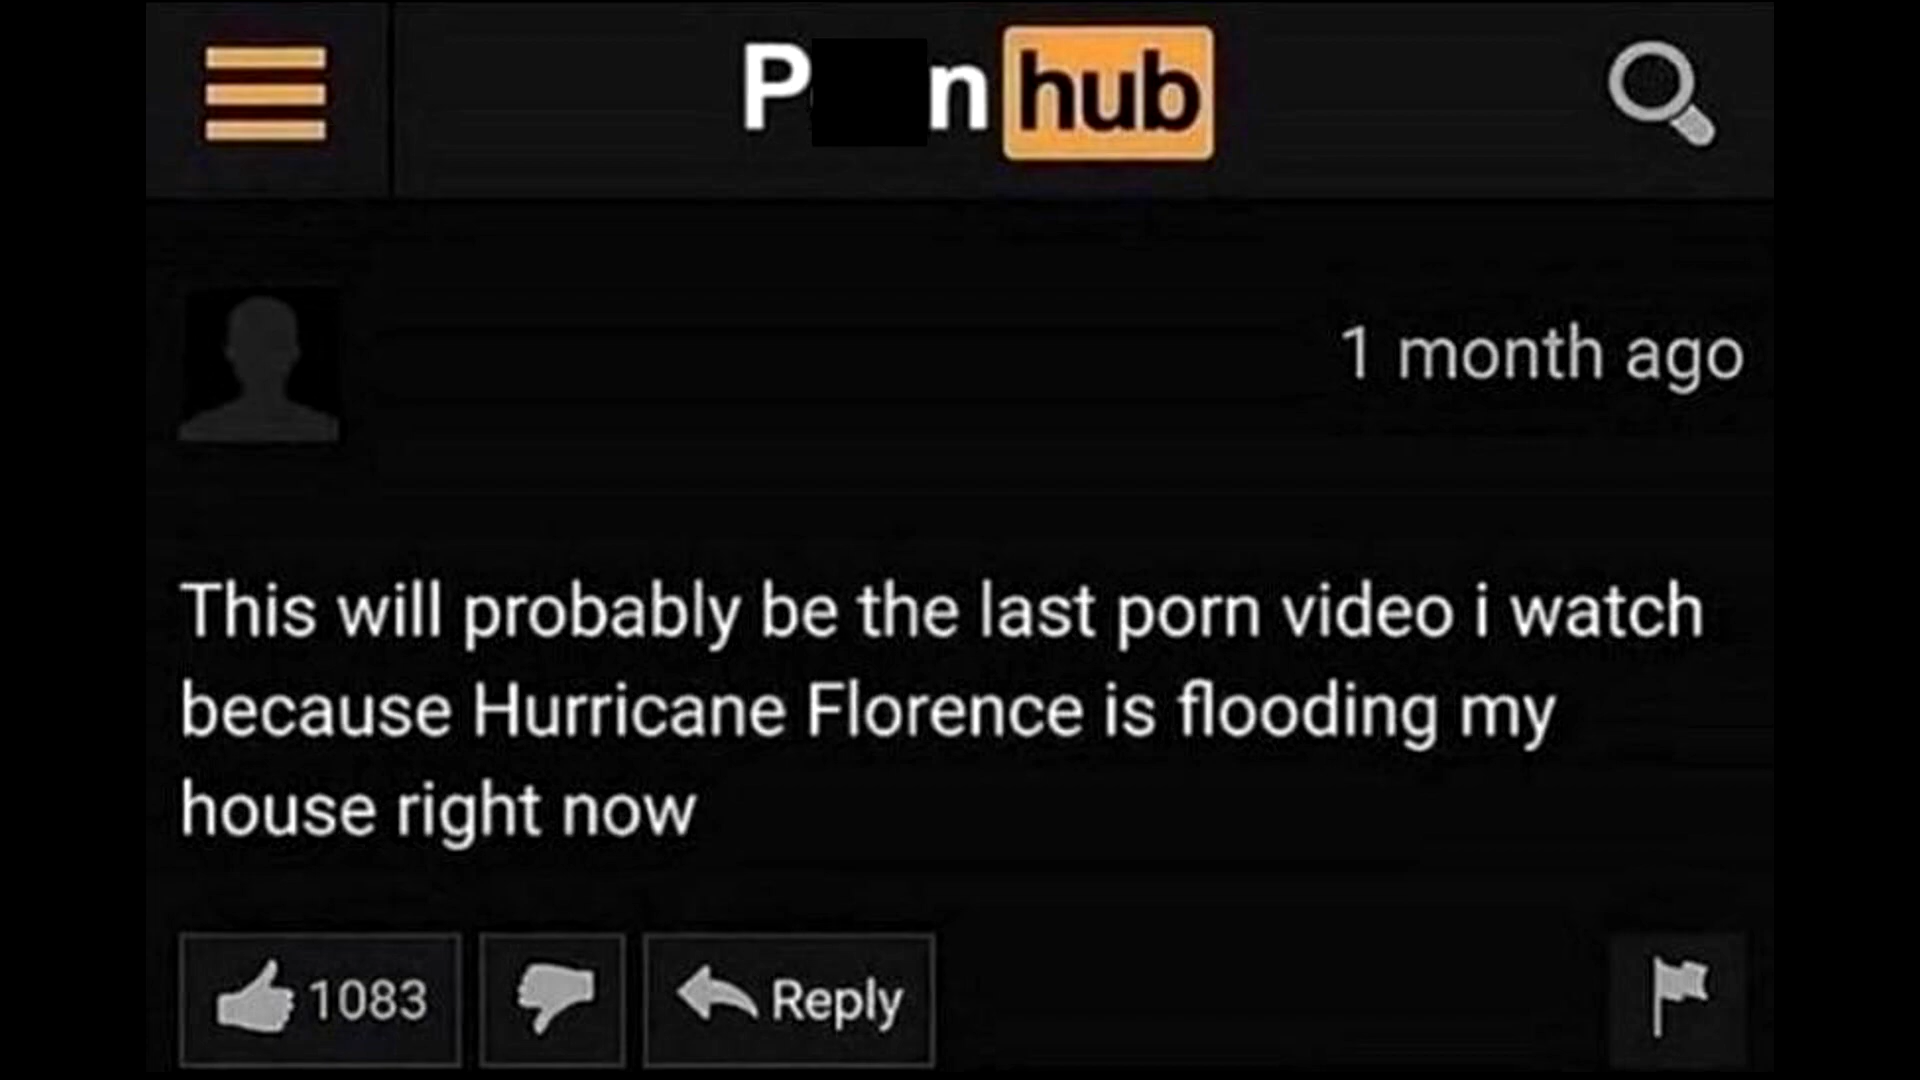 P n hub
1 month ago
This will probably be the last porn video i watch
because Hurricane Florence is flooding my
house right now
1083 Reply